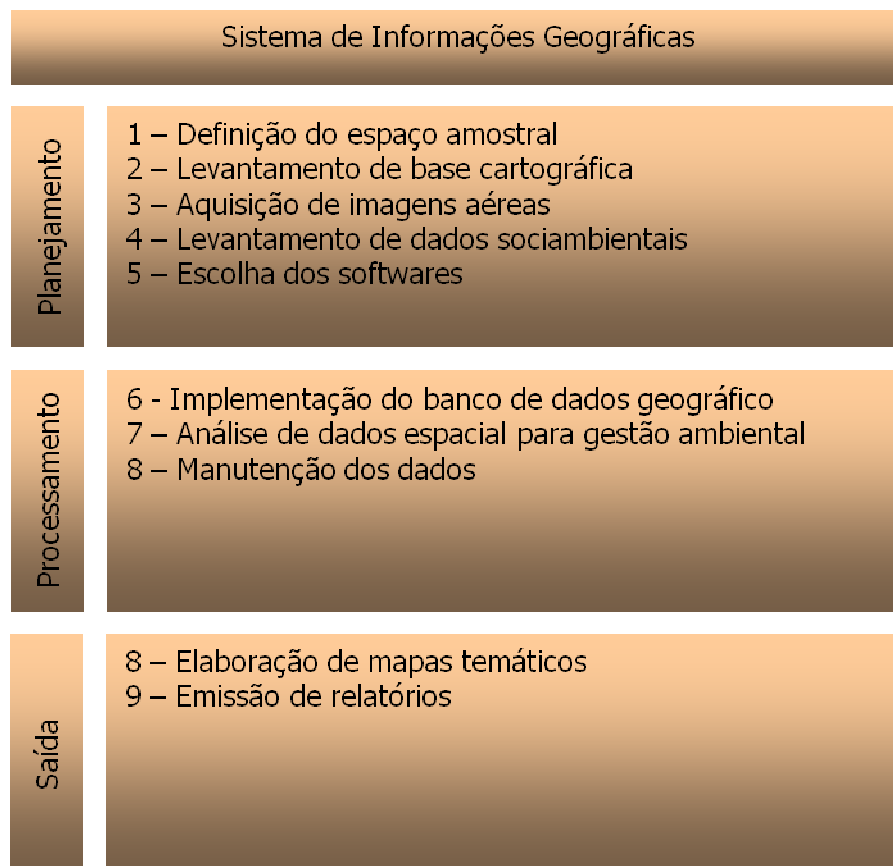 Sistema de Informações Geográficas
Planejamento
1 – Definição do espaço amostral
2 – Levantamento de base cartográfica
3 – Aquisição de imagens aéreas
4 – Levantamento de dados sociambientais
5 – Escolha dos softwares
Processamento
6 - Implementação do banco de dados geográfico
7 – Análise de dados espacial para gestão ambiental
8 – Manutenção dos dados
Saída
8 – Elaboração de mapas temáticos
9 – Emissão de relatórios